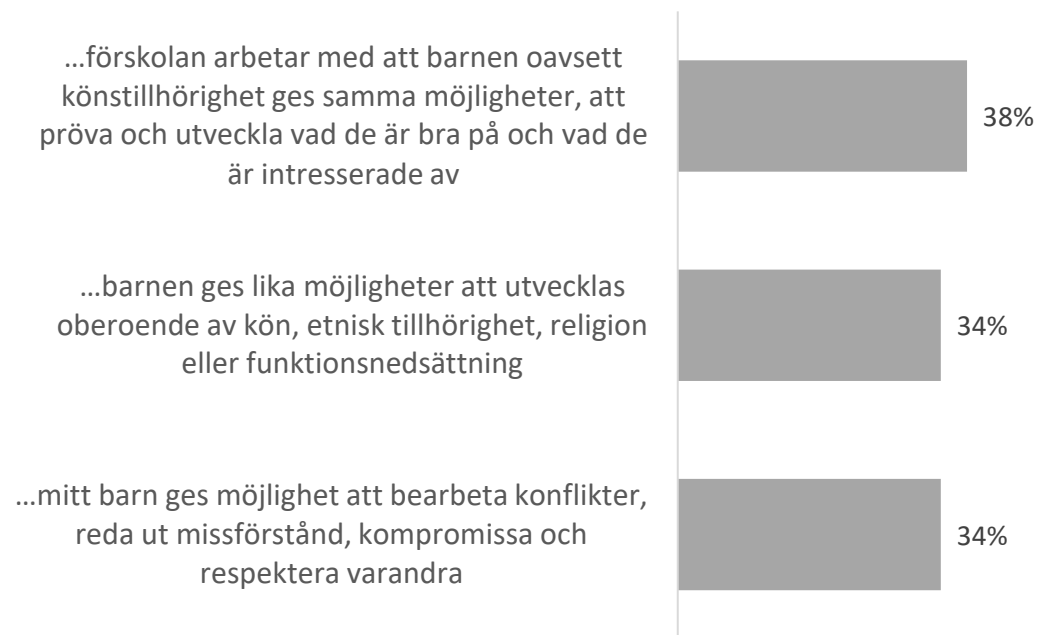 …förskolan arbetar med att barnen oavsett
könstillhörighet ges samma möjligheter, att
pröva och utveckla vad de är bra på och vad de
är intresserade av
38%
…barnen ges lika möjligheter att utvecklas
oberoende av kön, etnisk tillhörighet, religion
eller funktionsnedsättning
34%
…mitt barn ges möjlighet att bearbeta konflikter,
reda ut missförstånd, kompromissa och
respektera varandra
34%